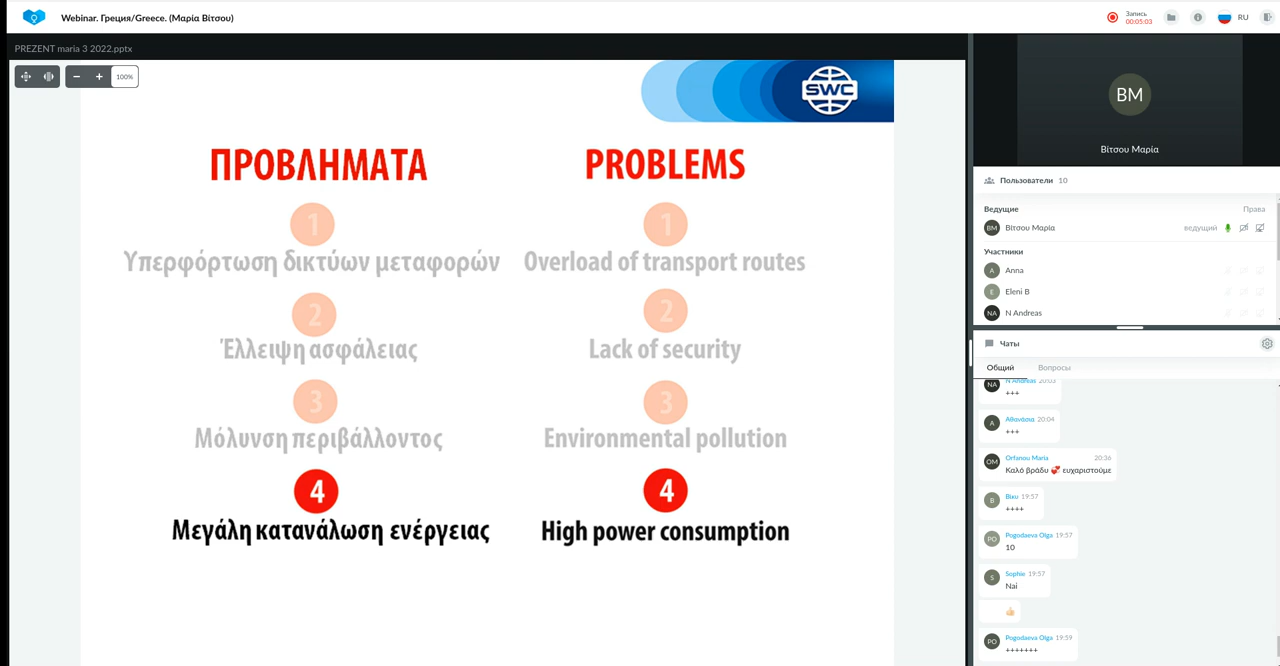 Webinar. Греция/Greece. (Μαρία Βίτσου)
Запись
00:05:03
RU
PREZENT maria 3 2022.pptx
100%
SWC
ΠΡΟΒΛΗΜΑΤΑ
1
Υπερφόρτωση δικτύων μεταφορών
2
Έλλειψη ασφάλειας
3
Μόλυνση περιβάλλοντος
4
Μεγάλη κατανάλωση ενέργειας
PROBLEMS
1
Overload of transport routes
2
Lack of security
3
Environmental pollution
4
High power consumption
ВМ
Βίτσου Μαρία
Пользователи 10
Ведущие Права
ВМ Βίτσου Μαρία ведущий
Участники
A Anna
E Eleni B
NA N Andreas
Чаты
Общий Вопросы
NA N Andreas 20:03
+++
A Αθανάσια 20:04
+++
OM Orfanou Maria 20:36
Καλό βράδυ 💞 ευχαριστούμε
B Βίκυ 19:57
++++
PO Pogodaeva Olga 19:57
10
S Sophie 19:57
Nai
👍🏻
PO Pogodaeva Olga 19:59
+++++++